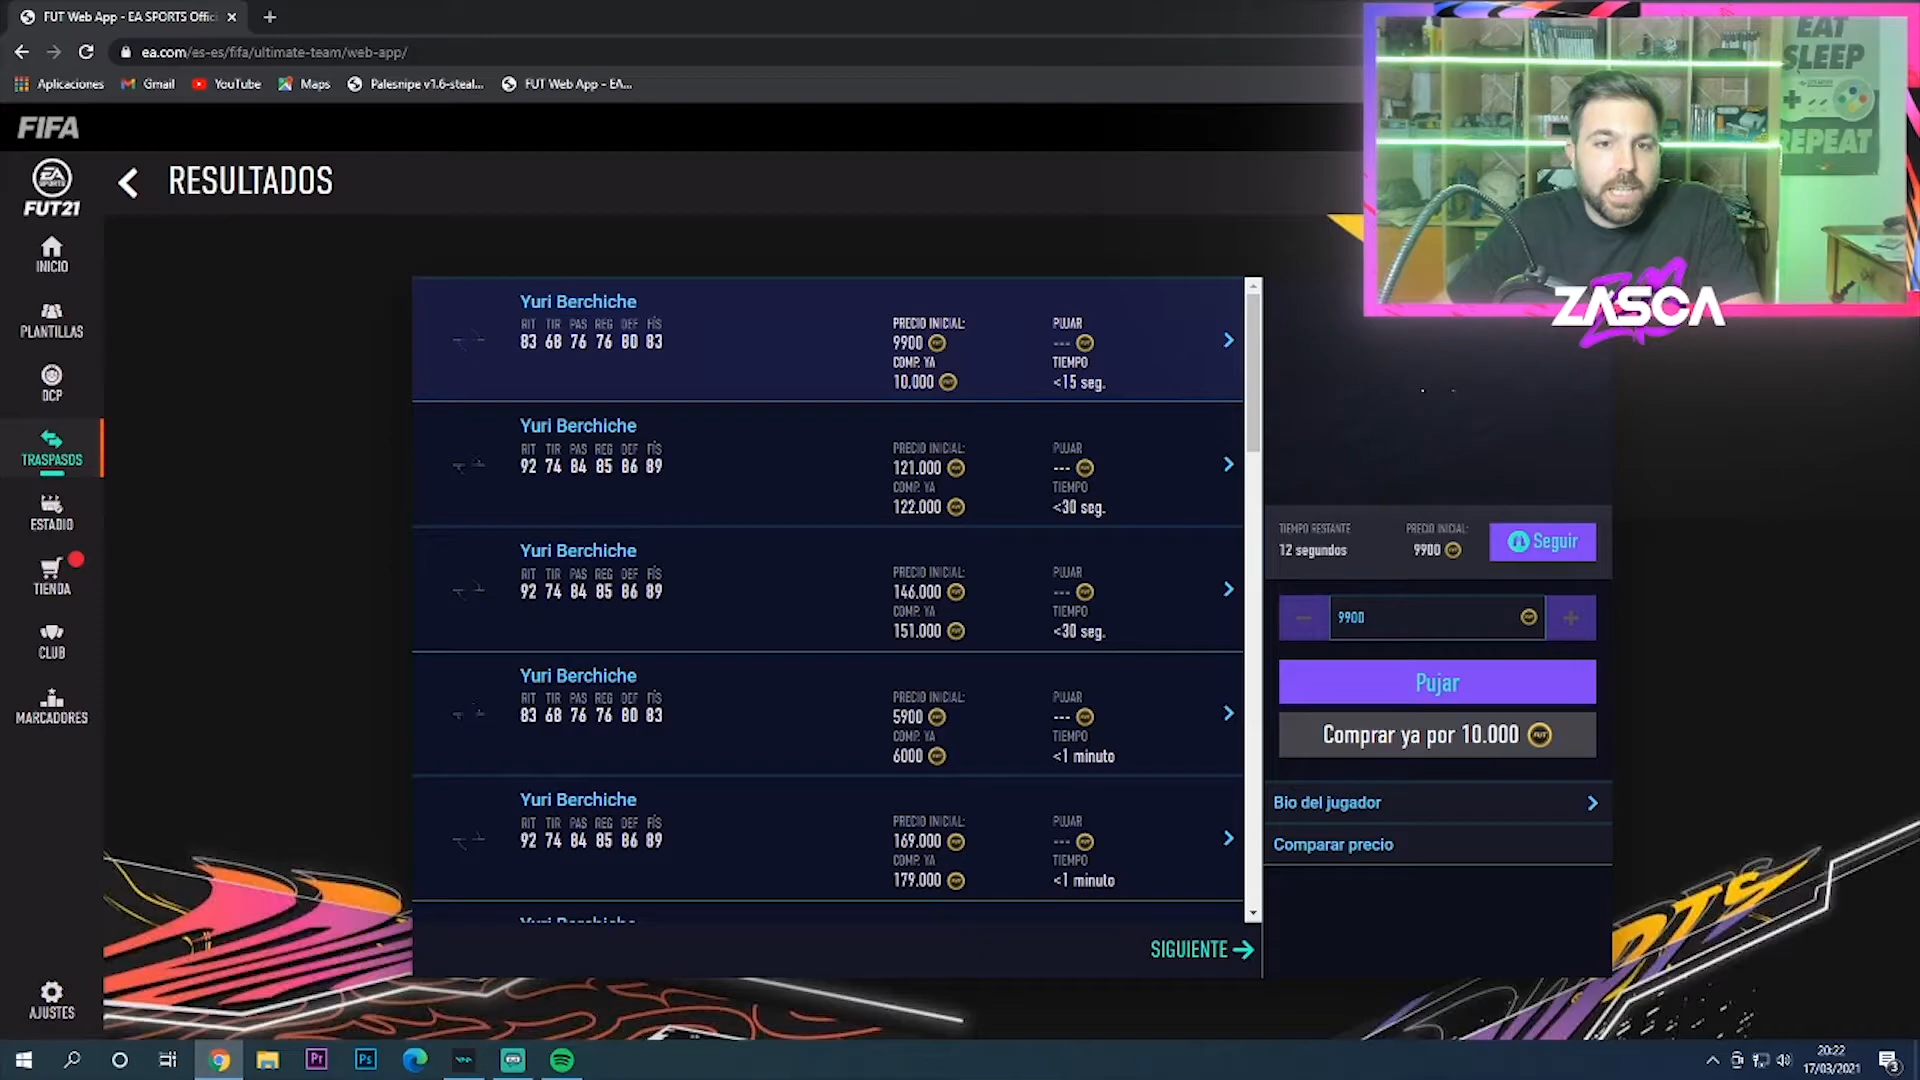 FUT Web App - EA SPORTS Offici
ea.com/es-es/fifa/ultimate-team/web-app/
Aplicaciones
Gmail
YouTube
Maps
Palesnipe v1.6-steal...
FUT Web App - EA...
EAT
SLEEP
REPEAT
ZASCA
FIFA
EA
SPORTS
FUT21
RESULTADOS
INICIO
PLANTILLAS
DCP
TRASPASOS
ESTADIO
TIENDA
CLUB
MARCADORES
AJUSTES
Yuri Berchiche
RIT TIR PAS REG DEF FÍS
83 68 76 76 80 83
PRECIO INICIAL:
9900
COMP. YA
10.000
PUJAR
---
TIEMPO
<15 seg.
Yuri Berchiche
RIT TIR PAS REG DEF FÍS
92 74 84 85 86 89
PRECIO INICIAL:
121.000
COMP. YA
122.000
PUJAR
---
TIEMPO
<30 seg.
Yuri Berchiche
RIT TIR PAS REG DEF FÍS
92 74 84 85 86 89
PRECIO INICIAL:
146.000
COMP. YA
151.000
PUJAR
---
TIEMPO
<30 seg.
Yuri Berchiche
RIT TIR PAS REG DEF FÍS
83 68 76 76 80 83
PRECIO INICIAL:
5900
COMP. YA
6000
PUJAR
---
TIEMPO
<1 minuto
Yuri Berchiche
RIT TIR PAS REG DEF FÍS
92 74 84 85 86 89
PRECIO INICIAL:
169.000
COMP. YA
179.000
PUJAR
---
TIEMPO
<1 minuto
Yuri Berchiche
SIGUIENTE
TIEMPO RESTANTE
12 segundos
PRECIO INICIAL:
9900
Seguir
9900
Pujar
Comprar ya por 10.000
Bio del jugador
Comparar precio
Pr
Ps
20:22
17/03/2021
3